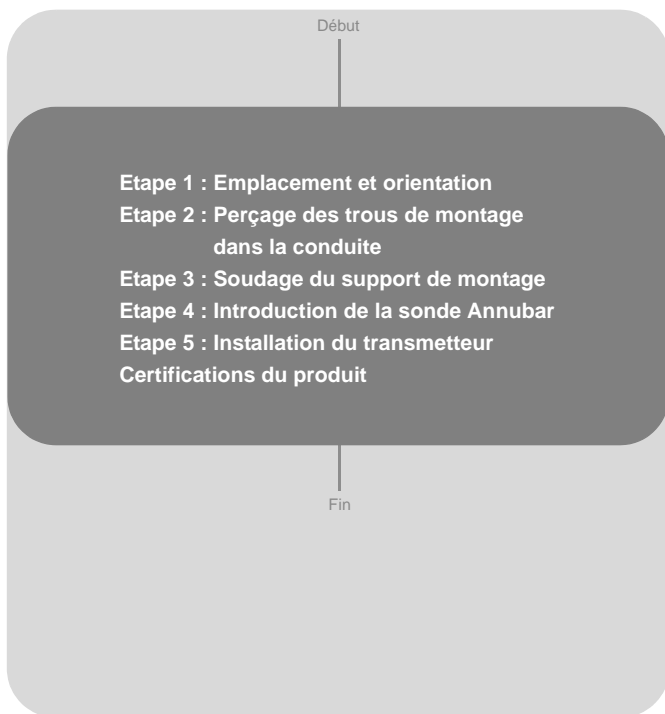 Début
Etape 1 : Emplacement et orientation
Etape 2 : Perçage des trous de montage
dans la conduite
Etape 3 : Soudage du support de montage
Etape 4 : Introduction de la sonde Annubar
Etape 5 : Installation du transmetteur
Certifications du produit
Fin